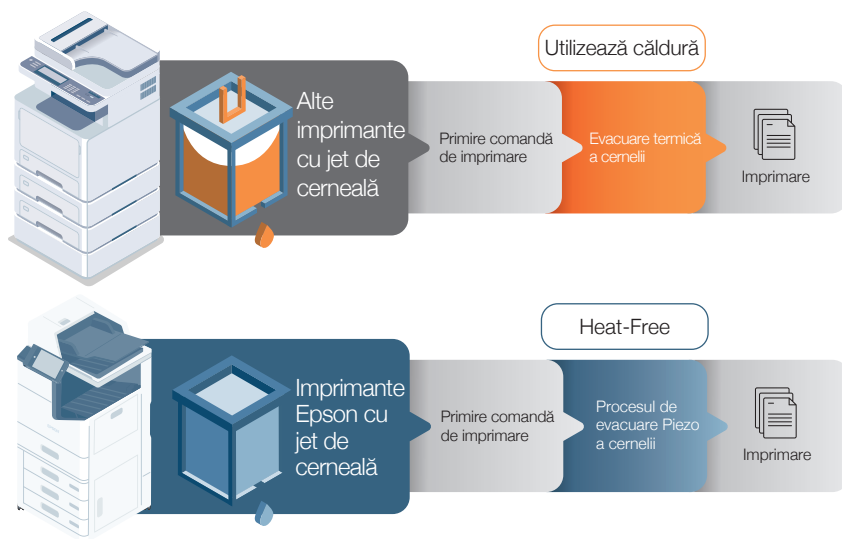 Utilizează căldură
Alte
imprimante
cu jet de
cerneală
Primire comandă
de imprimare
Evacuare termică
a cernelii
Imprimare
Heat-Free
Imprimante
Epson cu
jet de
cerneală
Primire comandă
de imprimare
Procesul de
evacuare Piezo
a cernelii
Imprimare